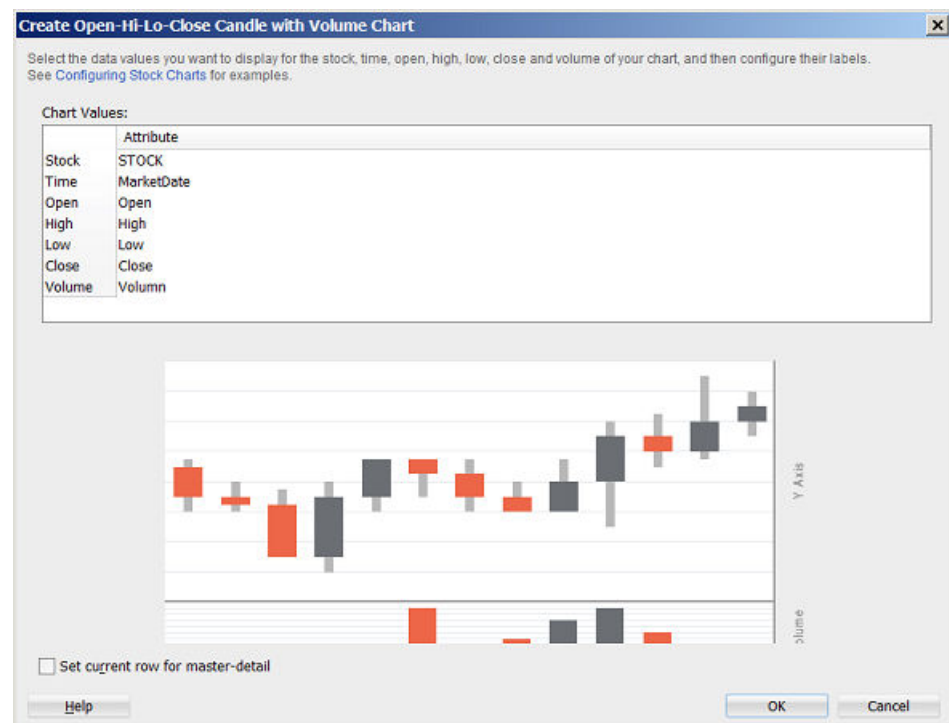 Create Open-Hi-Lo-Close Candle with Volume Chart
Select the data values you want to display for the stock, time, open, high, low, close and volume of your chart, and then configure their labels.
See Configuring Stock Charts for examples.
Chart Values:
Attribute
Stock STOCK
Time MarketDate
Open Open
High High
Low Low
Close Close
Volume Volumn
Y Axis
olume
Set current row for master-detail
Help OK Cancel